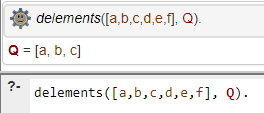 delements([a,b,c,d,e,f], Q).
Q = [a, b, c]
?- delements([a,b,c,d,e,f], Q).